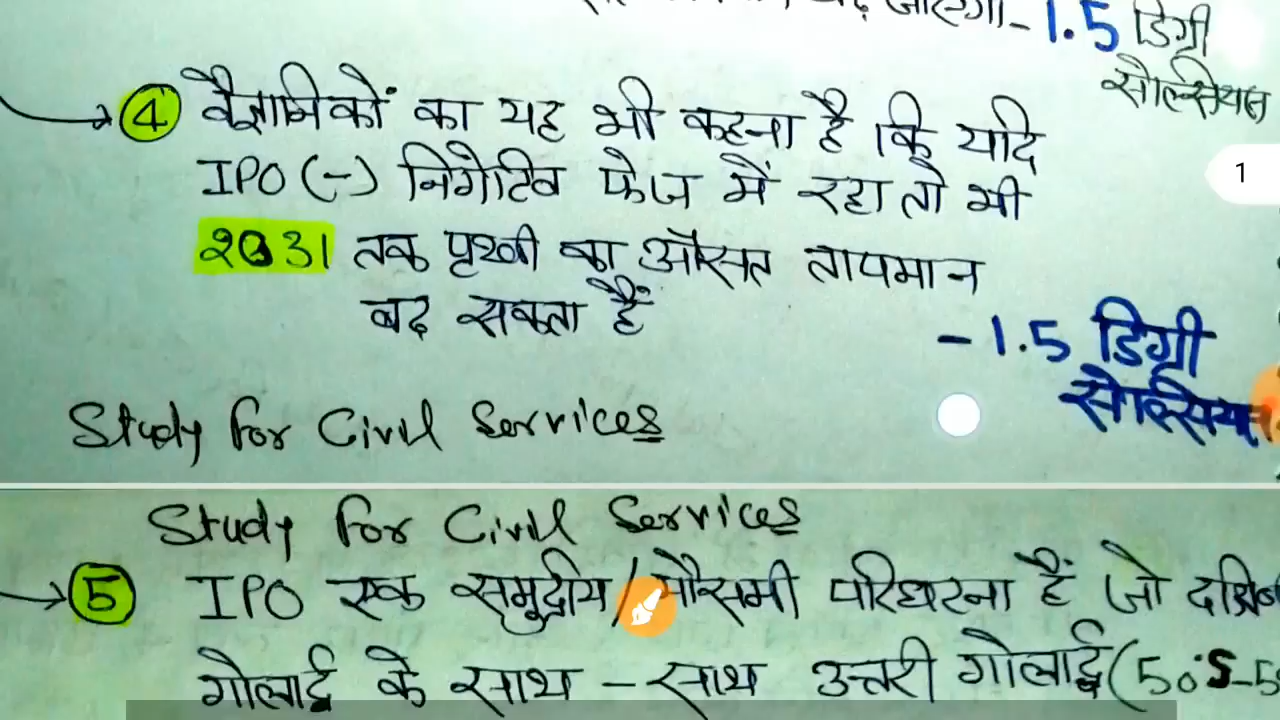 जाएगा - 1.5 डिग्री
सेल्सियस
→ ④ वैज्ञानिकों का यह भी कहना है कि यदि
1
IPO (-) निगेटिव फेज में रहा तो भी
2031 तक पृथ्वी का औसत तापमान
बढ़ सकता हैं
- 1.5 डिग्री
सेल्सियस
Study for Civil Services
Study for Civil Services
→ ⑤ IPO एक समुद्रीय/मौसमी परिघटना हैं जो
गोलार्द्ध के साथ - साथ उत्तरी गोलार्द्ध (50°S-5